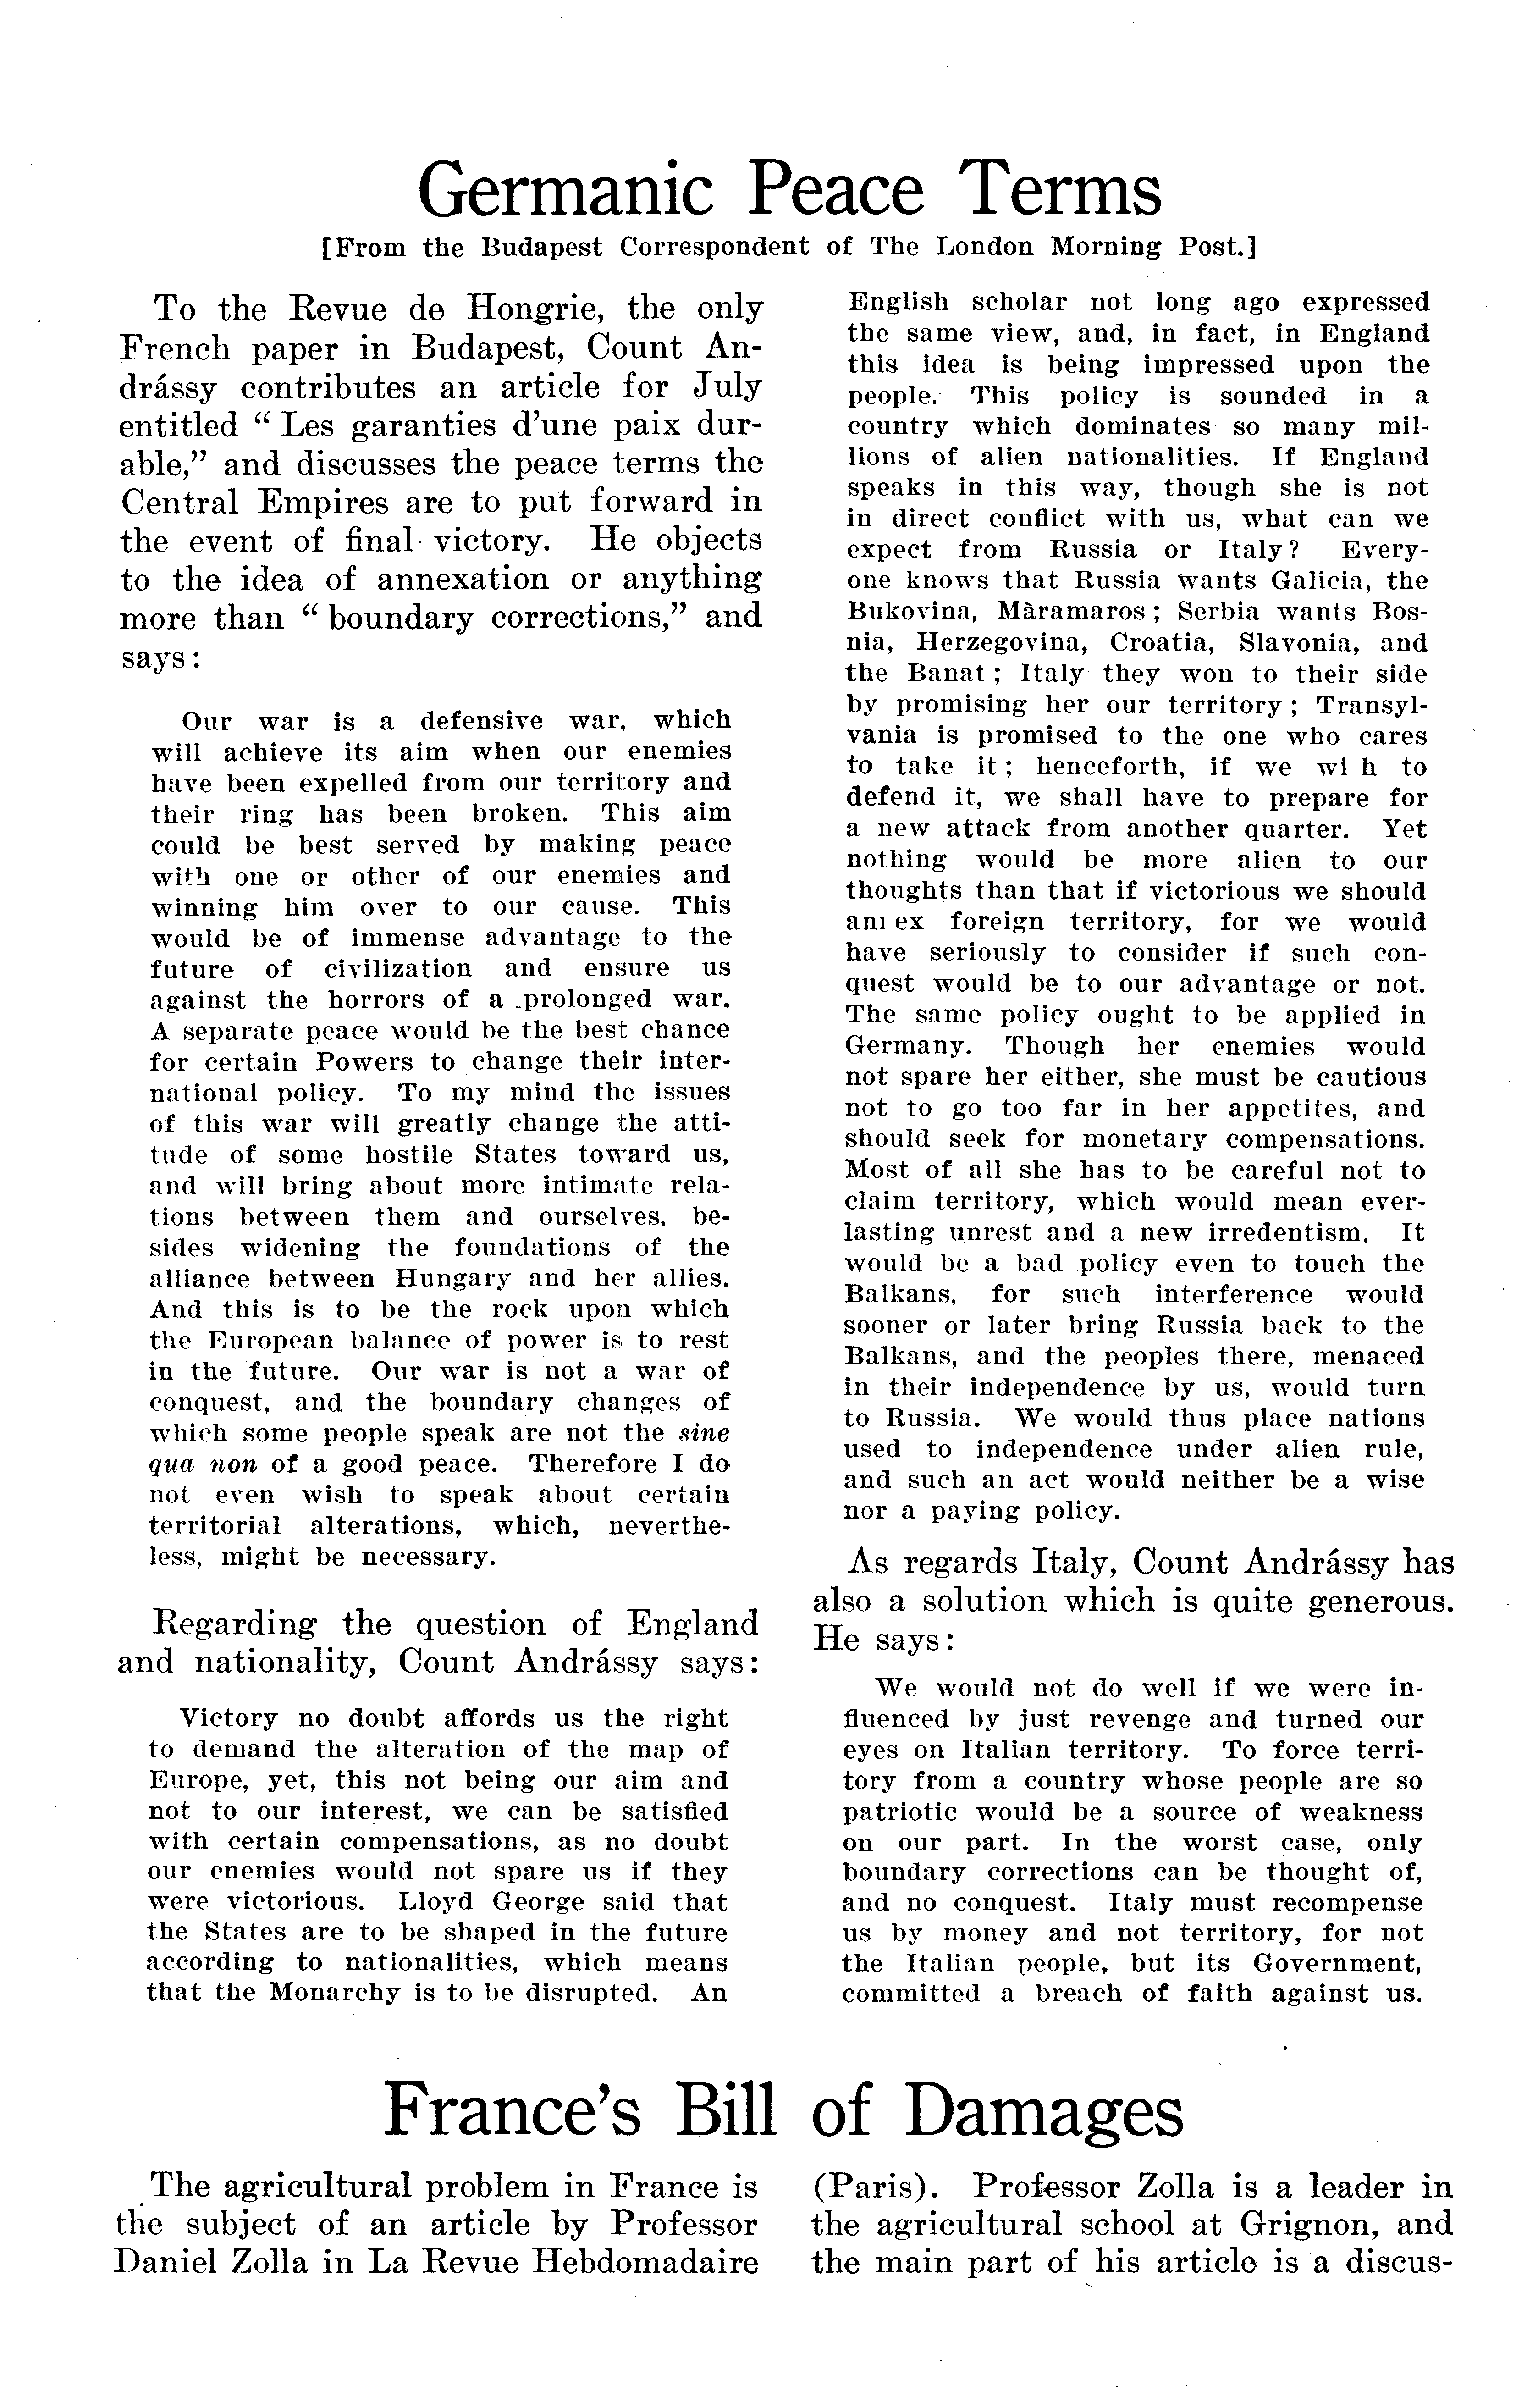 Germanic Peace Terms
[From the Budapest Correspondent of The London Morning Post.]
To the Revue de Hongrie, the only
French paper in Budapest, Count An-
drássy contributes an article for July
entitled “ Les garanties d’une paix dur-
able,” and discusses the peace terms the
Central Empires are to put forward in
the event of final victory. He objects
to the idea of annexation or anything
more than “ boundary corrections,” and
says:
Our war is a defensive war, which
will achieve its aim when our enemies
have been expelled from our territory and
their ring has been broken. This aim
could be best served by making peace
with one or other of our enemies and
winning him over to our cause. This
would be of immense advantage to the
future of civilization and ensure us
against the horrors of a prolonged war.
A separate peace would be the best chance
for certain Powers to change their inter-
national policy. To my mind the issues
of this war will greatly change the atti-
tude of some hostile States toward us,
and will bring about more intimate rela-
tions between them and ourselves, be-
sides widening the foundations of the
alliance between Hungary and her allies.
And this is to be the rock upon which
the European balance of power is to rest
in the future. Our war is not a war of
conquest, and the boundary changes of
which some people speak are not the sine
qua non of a good peace. Therefore I do
not even wish to speak about certain
territorial alterations, which, neverthe-
less, might be necessary.
Regarding the question of England
and nationality, Count Andrássy says:
Victory no doubt affords us the right
to demand the alteration of the map of
Europe, yet, this not being our aim and
not to our interest, we can be satisfied
with certain compensations, as no doubt
our enemies would not spare us if they
were victorious. Lloyd George said that
the States are to be shaped in the future
according to nationalities, which means
that the Monarchy is to be disrupted. An
English scholar not long ago expressed
the same view, and, in fact, in England
this idea is being impressed upon the
people. This policy is sounded in a
country which dominates so many mil-
lions of alien nationalities. If England
speaks in this way, though she is not
in direct conflict with us, what can we
expect from Russia or Italy? Every-
one knows that Russia wants Galicia, the
Bukovina, Màramaros; Serbia wants Bos-
nia, Herzegovina, Croatia, Slavonia, and
the Banat; Italy they won to their side
by promising her our territory; Transyl-
vania is promised to the one who cares
to take it; henceforth, if we wi h to
defend it, we shall have to prepare for
a new attack from another quarter. Yet
nothing would be more alien to our
thoughts than that if victorious we should
annex foreign territory, for we would
have seriously to consider if such con-
quest would be to our advantage or not.
The same policy ought to be applied in
Germany. Though her enemies would
not spare her either, she must be cautious
not to go too far in her appetites, and
should seek for monetary compensations.
Most of all she has to be careful not to
claim territory, which would mean ever-
lasting unrest and a new irredentism. It
would be a bad policy even to touch the
Balkans, for such interference would
sooner or later bring Russia back to the
Balkans, and the peoples there, menaced
in their independence by us, would turn
to Russia. We would thus place nations
used to independence under alien rule,
and such an act would neither be a wise
nor a paying policy.
As regards Italy, Count Andrássy has
also a solution which is quite generous.
He says:
We would not do well if we were in-
fluenced by just revenge and turned our
eyes on Italian territory. To force terri-
tory from a country whose people are so
patriotic would be a source of weakness
on our part. In the worst case, only
boundary corrections can be thought of,
and no conquest. Italy must recompense
us by money and not territory, for not
the Italian people, but its Government,
committed a breach of faith against us.
France’s Bill of Damages
The agricultural problem in France is
the subject of an article by Professor
Daniel Zolla in La Revue Hebdomadaire
(Paris). Professor Zolla is a leader in
the agricultural school at Grignon, and
the main part of his article is a discus-